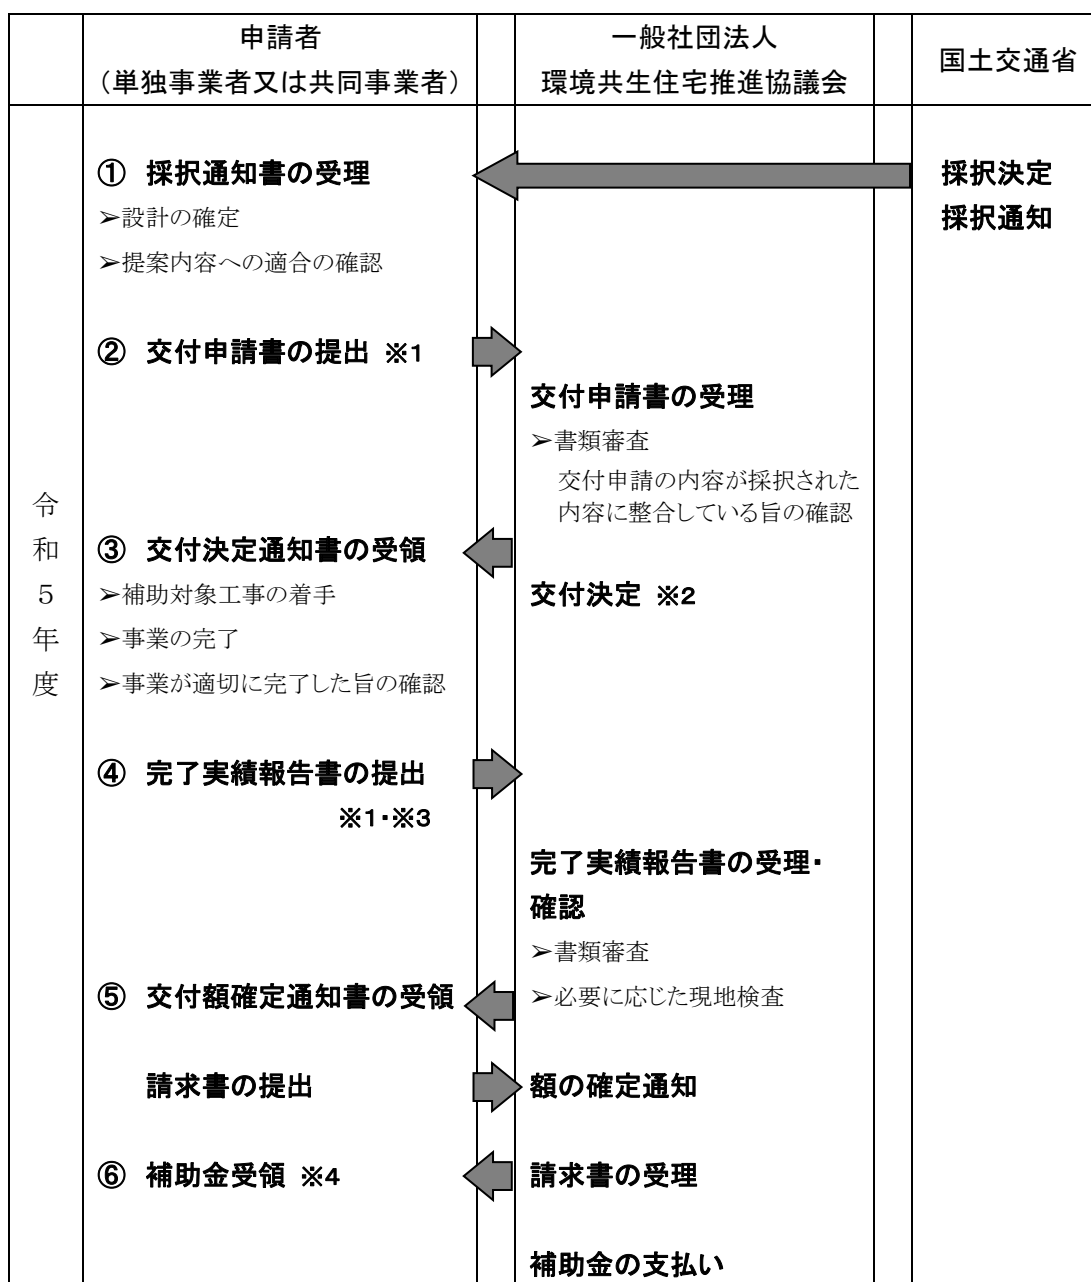 申請者
（単独事業者又は共同事業者）
一般社団法人
環境共生住宅推進協議会
国土交通省
令和５年度
① 採択通知書の受理
➢設計の確定
➢提案内容への適合の確認
採択決定
採択通知
② 交付申請書の提出 ※1
交付申請書の受理
➢書類審査
交付申請の内容が採択された
内容に整合している旨の確認
③ 交付決定通知書の受領
➢補助対象工事の着手
➢事業の完了
➢事業が適切に完了した旨の確認
交付決定 ※2
④ 完了実績報告書の提出
※1・※3
完了実績報告書の受理・
確認
➢書類審査
➢必要に応じた現地検査
⑤ 交付額確定通知書の受領
請求書の提出
額の確定通知
⑥ 補助金受領 ※4
請求書の受理
補助金の支払い